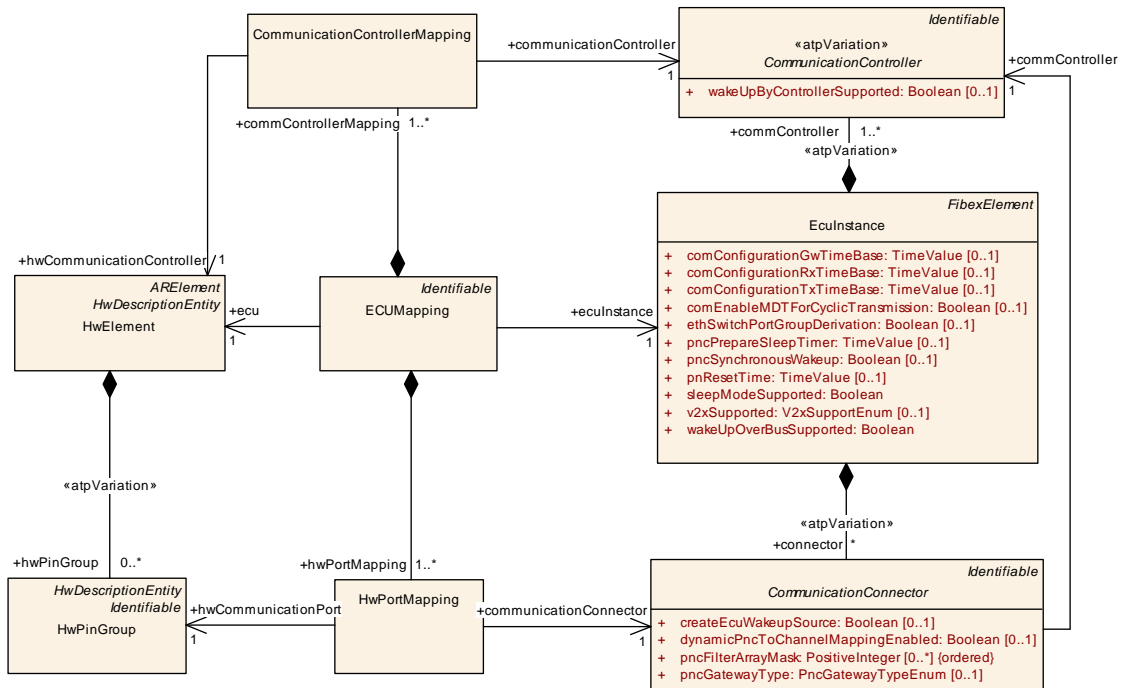 CommunicationControllerMapping
+communicationController
1
Identifiable
«atpVariation»
CommunicationController
+ wakeUpByControllerSupported: Boolean [0..1]
+commController
1
+commControllerMapping 1..*
+commController 1..*
«atpVariation»
FibexElement
EcuInstance
+ comConfigurationGwTimeBase: TimeValue [0..1]
+ comConfigurationRxTimeBase: TimeValue [0..1]
+ comConfigurationTxTimeBase: TimeValue [0..1]
+ comEnableMDTForCyclicTransmission: Boolean [0..1]
+ ethSwitchPortGroupDerivation: Boolean [0..1]
+ pncPrepareSleepTimer: TimeValue [0..1]
+ pncSynchronousWakeup: Boolean [0..1]
+ pnResetTime: TimeValue [0..1]
+ sleepModeSupported: Boolean
+ v2xSupported: V2xSupportEnum [0..1]
+ wakeUpOverBusSupported: Boolean
+hwCommunicationController 1
ARElement
HwDescriptionEntity
HwElement
+ecu
1
Identifiable
ECUMapping
+ecuInstance
1
«atpVariation»
+hwPinGroup 0..*
+hwPortMapping 1..*
«atpVariation»
+connector *
HwDescriptionEntity
Identifiable
HwPinGroup
+hwCommunicationPort
1
HwPortMapping
+communicationConnector
1
Identifiable
CommunicationConnector
+ createEcuWakeupSource: Boolean [0..1]
+ dynamicPncToChannelMappingEnabled: Boolean [0..1]
+ pncFilterArrayMask: PositiveInteger [0..*] {ordered}
+ pncGatewayType: PncGatewayTypeEnum [0..1]